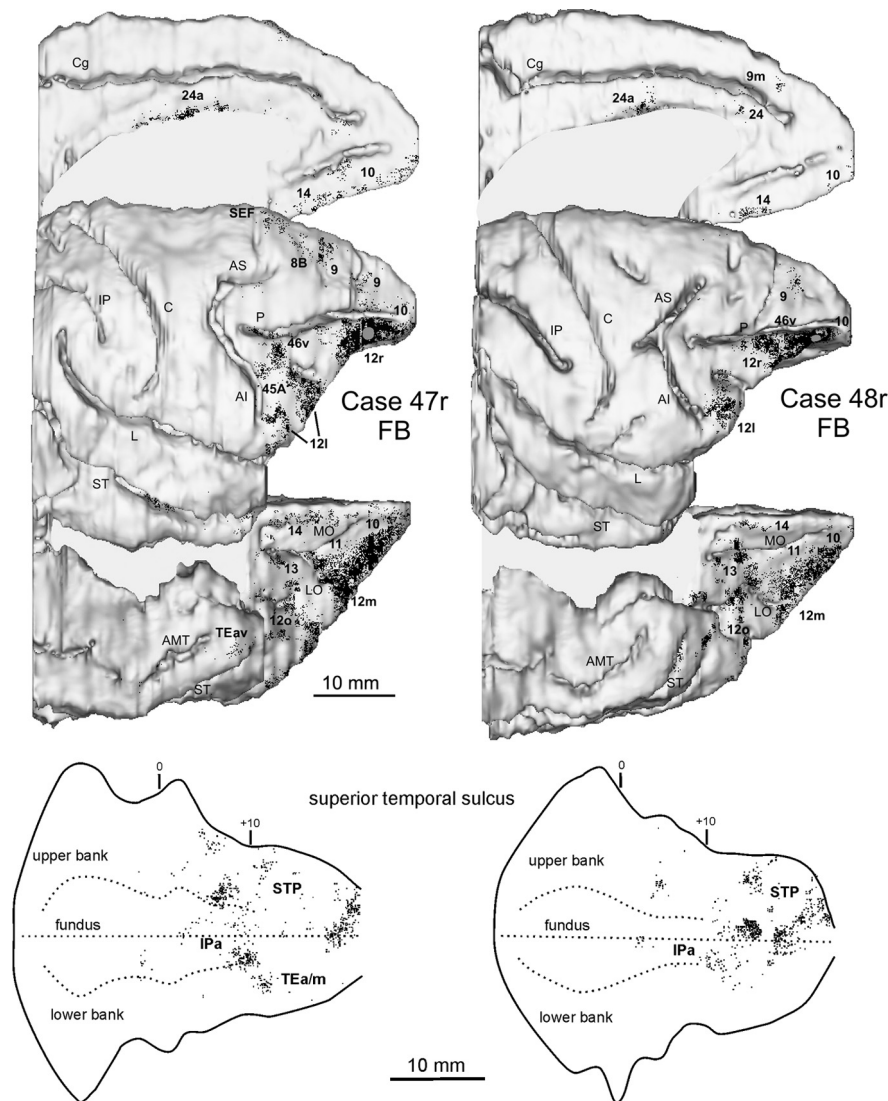 Cg
24a
10
14
SEF
AS
8B
9
9
IP
C
P
10
46v
12r
45A
AI
12l
L
ST
Case 47r
FB
14
MO
10
11
13
LO
12m
12o
TEav
AMT
ST
10 mm
Cg
9m
24a
24
10
14
AS
9
IP
C
P
46v
10
12r
AI
12l
L
ST
Case 48r
FB
14
MO
10
11
13
LO
12m
12o
AMT
ST
superior temporal sulcus
0
+10
upper bank
STP
fundus
IPa
TEa/m
lower bank
0
+10
upper bank
STP
fundus
IPa
lower bank
10 mm